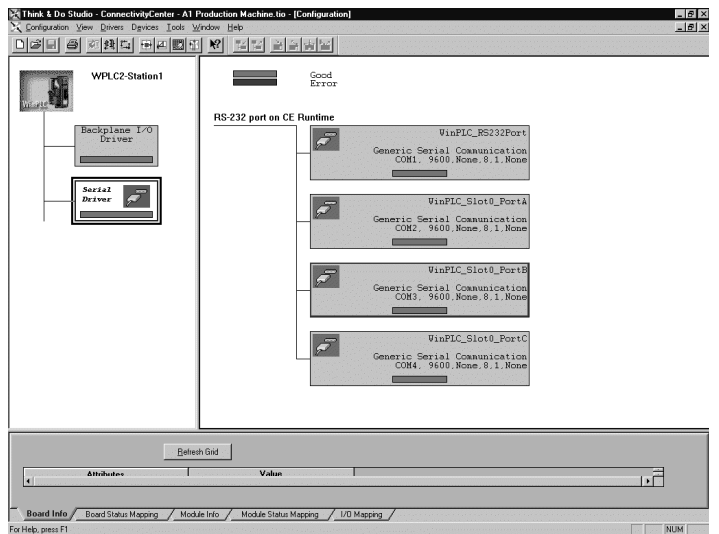 Think & Do Studio - ConnectivityCenter - A1 Production Machine.tio - [Configuration]
Configuration View Drivers Devices Tools Window Help
WinPLC
WPLC2-Station1
Backplane I/O
Driver
Serial
Driver
Good
Error
RS-232 port on CE Runtime
WinPLC_RS232Port
Generic Serial Communication
COM1, 9600,None,8,1,None
WinPLC_Slot0_PortA
Generic Serial Communication
COM2, 9600,None,8,1,None
WinPLC_Slot0_PortB
Generic Serial Communication
COM3, 9600,None,8,1,None
WinPLC_Slot0_PortC
Generic Serial Communication
COM4, 9600,None,8,1,None
Refresh Grid
Attributes Value
Board Info Board Status Mapping Module Info Module Status Mapping I/O Mapping
For Help, press F1
NUM